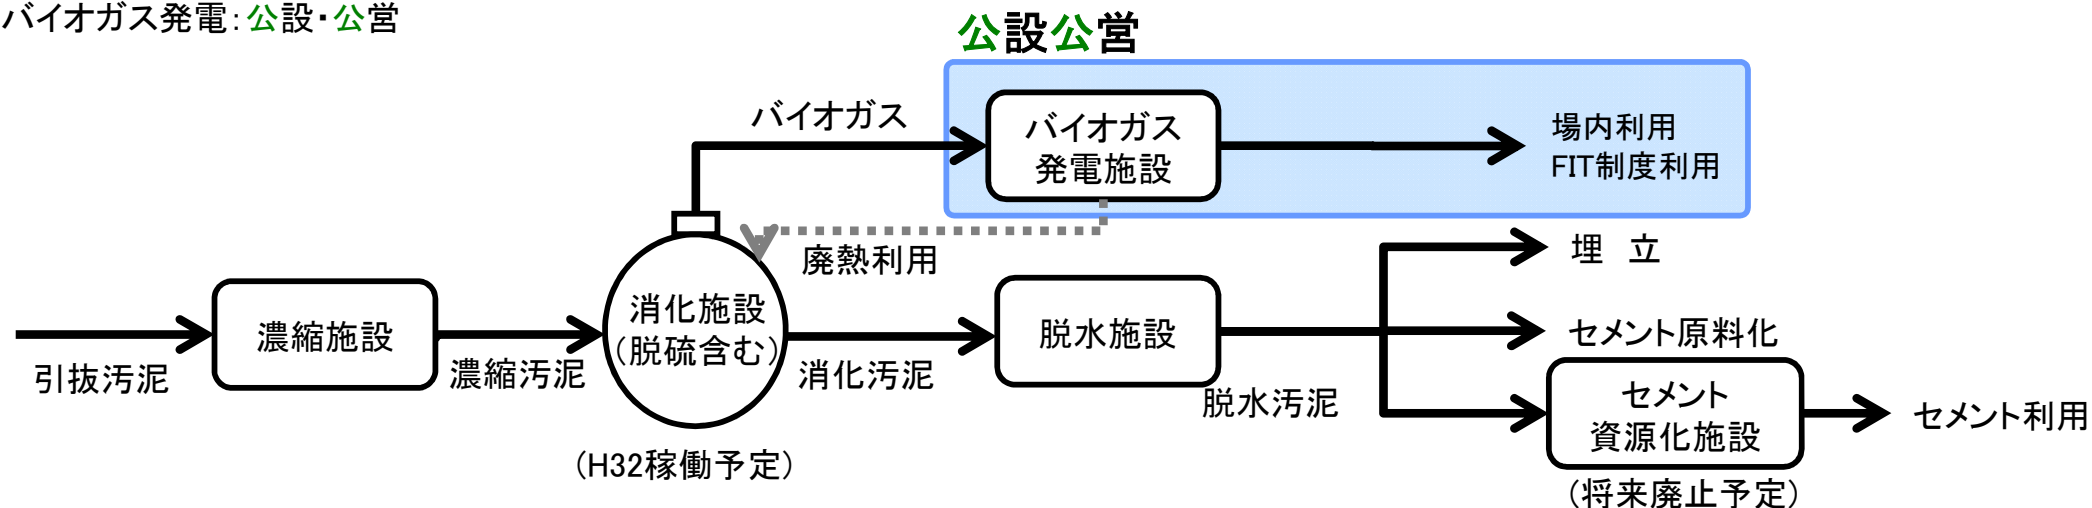 バイオガス発電：公設・公営
公設公営
バイオガス
バイオガス
発電施設
場内利用
FIT制度利用
廃熱利用
引抜汚泥
濃縮施設
濃縮汚泥
消化施設
（脱硫含む）
（H32稼働予定）
消化汚泥
脱水施設
脱水汚泥
埋　立
セメント原料化
セメント
資源化施設
（将来廃止予定）
セメント利用